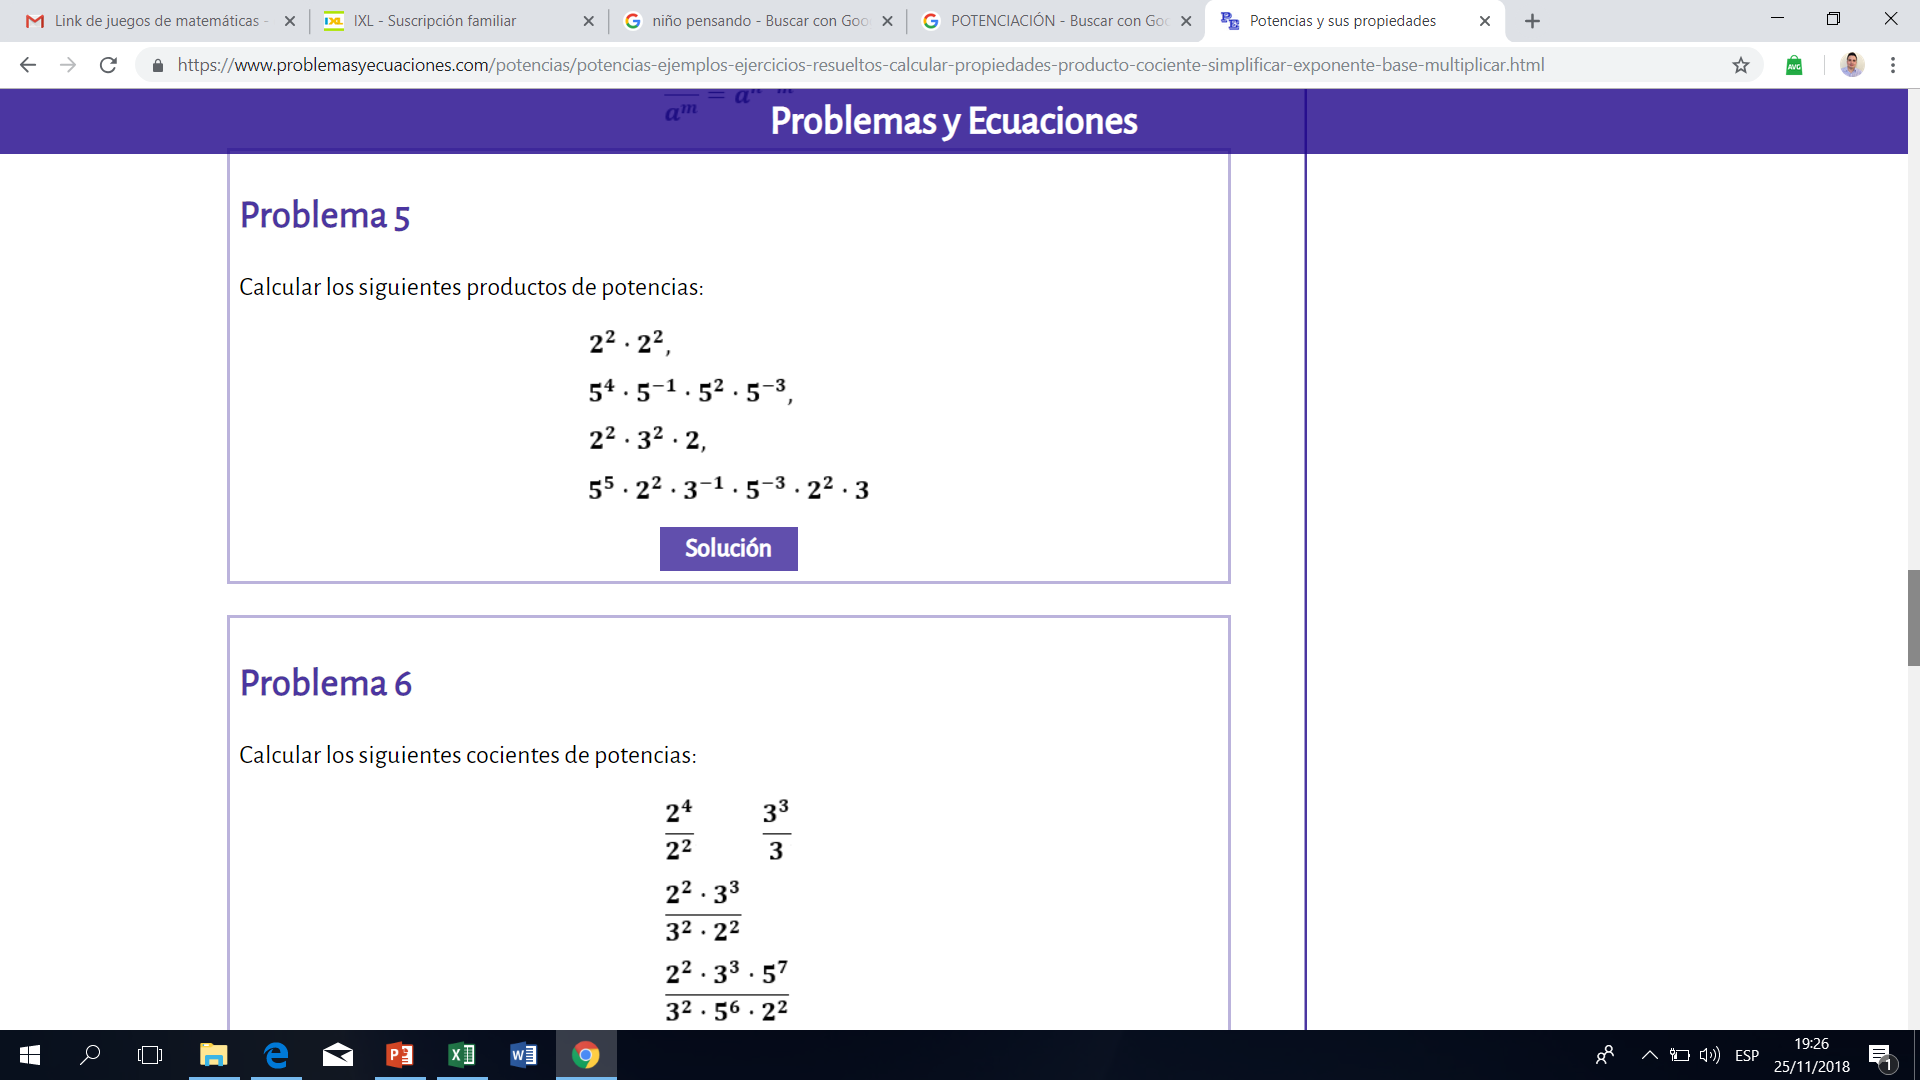 Link de juegos de matemáticas -
IXL - Suscripción familiar
niño pensando - Buscar con Goo
POTENCIACIÓN - Buscar con Goo
Potencias y sus propiedades
https://www.problemasyecuaciones.com/potencias/potencias-ejemplos-ejercicios-resueltos-calcular-propiedades-producto-cociente-simplificar-exponente-base-multiplicar.html
AVG
Problemas y Ecuaciones
Problema 5
Calcular los siguientes productos de potencias:
2² · 2²,
5⁴ · 5⁻¹ · 5² · 5⁻³,
2² · 3² · 2,
5⁵ · 2² · 3⁻¹ · 5⁻³ · 2² · 3
Solución
Problema 6
Calcular los siguientes cocientes de potencias:
2⁴ 3³
2² 3
2² · 3³
3² · 2²
2² · 3³ · 5⁷
3² · 5⁶ · 2²
ESP
19:26
25/11/2018
1